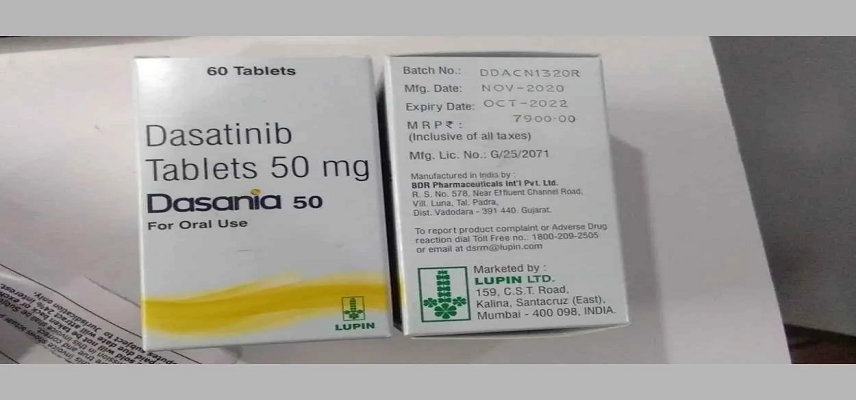 60 Tablets
Dasatinib
Tablets 50 mg
Dasania 50
For Oral Use
LUPIN
Batch No.: DDACN1320R
Mfg. Date: NOV-2020
Expiry Date: OCT-2022
M R P ₹ : 7900.00
(Inclusive of all taxes)
Mfg. Lic. No.: G/25/2071
Manufactured in India by :
BDR Pharmaceuticals Int'l Pvt. Ltd.
R. S. No. 578, Near Effluent Channel Road,
Vill. Luna, Tal. Padra,
Dist. Vadodara - 391 440. Gujarat.
To report product complaint or Adverse Drug
reaction dial Toll Free no.: 1800-209-2505
or email at dsrm@lupin.com
Marketed by :
LUPIN LTD.
159, C.S.T. Road,
Kalina, Santacruz (East),
Mumbai - 400 098. INDIA.